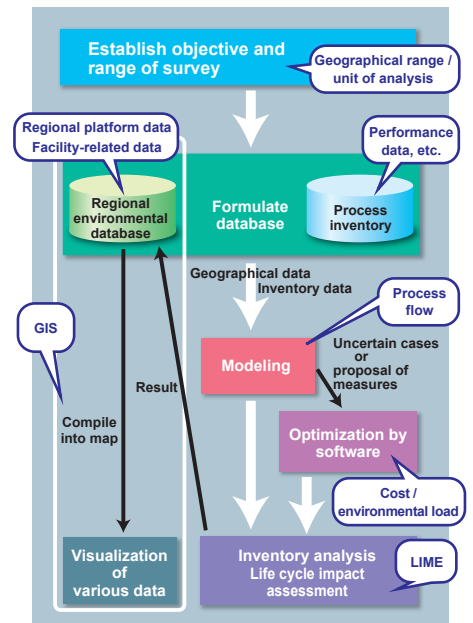 Establish objective and
range of survey
Geographical range /
unit of analysis
Regional platform data
Facility-related data
Performance
data, etc.
Regional
environmental
database
Formulate
database
Process
inventory
Geographical data
Inventory data
Process
flow
GIS
Modeling
Uncertain cases
or
proposal of
measures
Result
Compile
into map
Optimization by
software
Cost /
environmental load
Visualization
of
various data
Inventory analysis
Life cycle impact
assessment
LIME